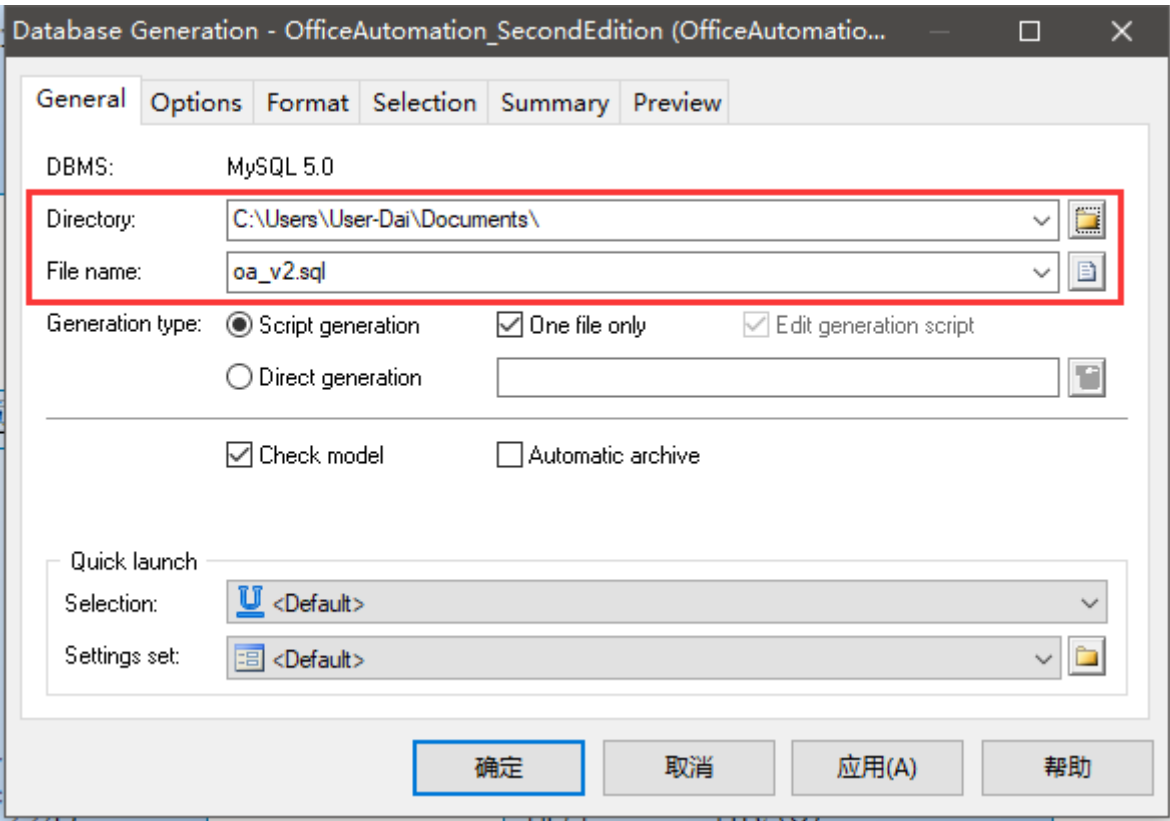 Database Generation - OfficeAutomation_SecondEdition (OfficeAutomatio...
General Options Format Selection Summary Preview
DBMS: MySQL 5.0
Directory: C:\Users\User-Dai\Documents\
File name: oa_v2.sql
Generation type: Script generation One file only Edit generation script
Direct generation
Check model Automatic archive
Quick launch
Selection: <Default>
Settings set: <Default>
确定 取消 应用(A) 帮助